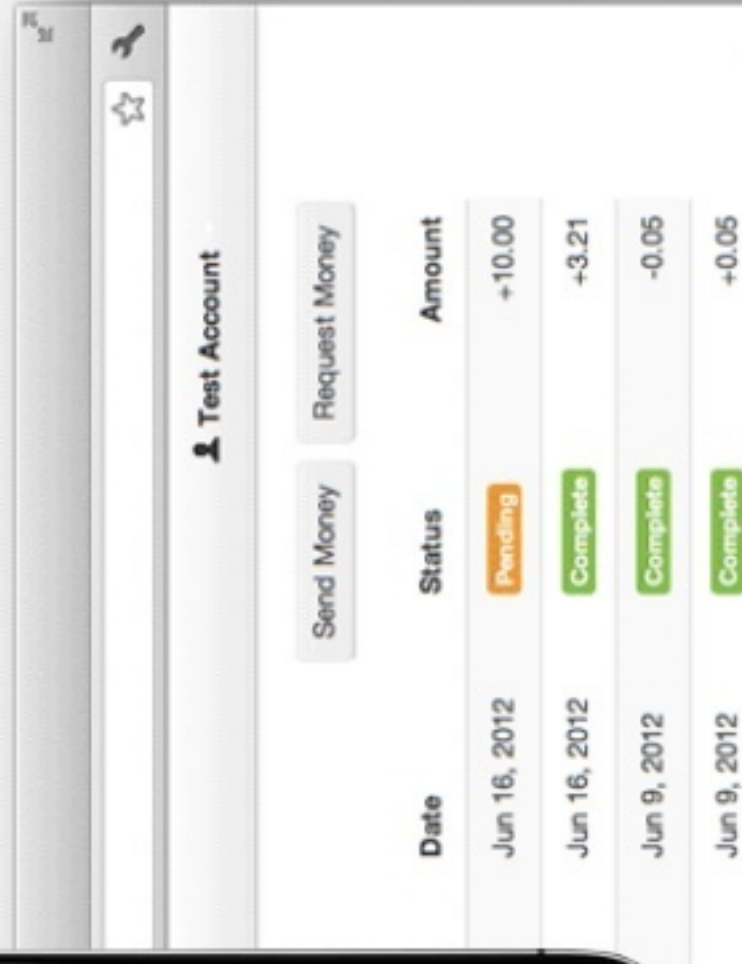 Test Account
Send Money Request Money
Date Status Amount
Jun 16, 2012 Pending +10.00
Jun 16, 2012 Complete +3.21
Jun 9, 2012 Complete -0.05
Jun 9, 2012 Complete +0.05